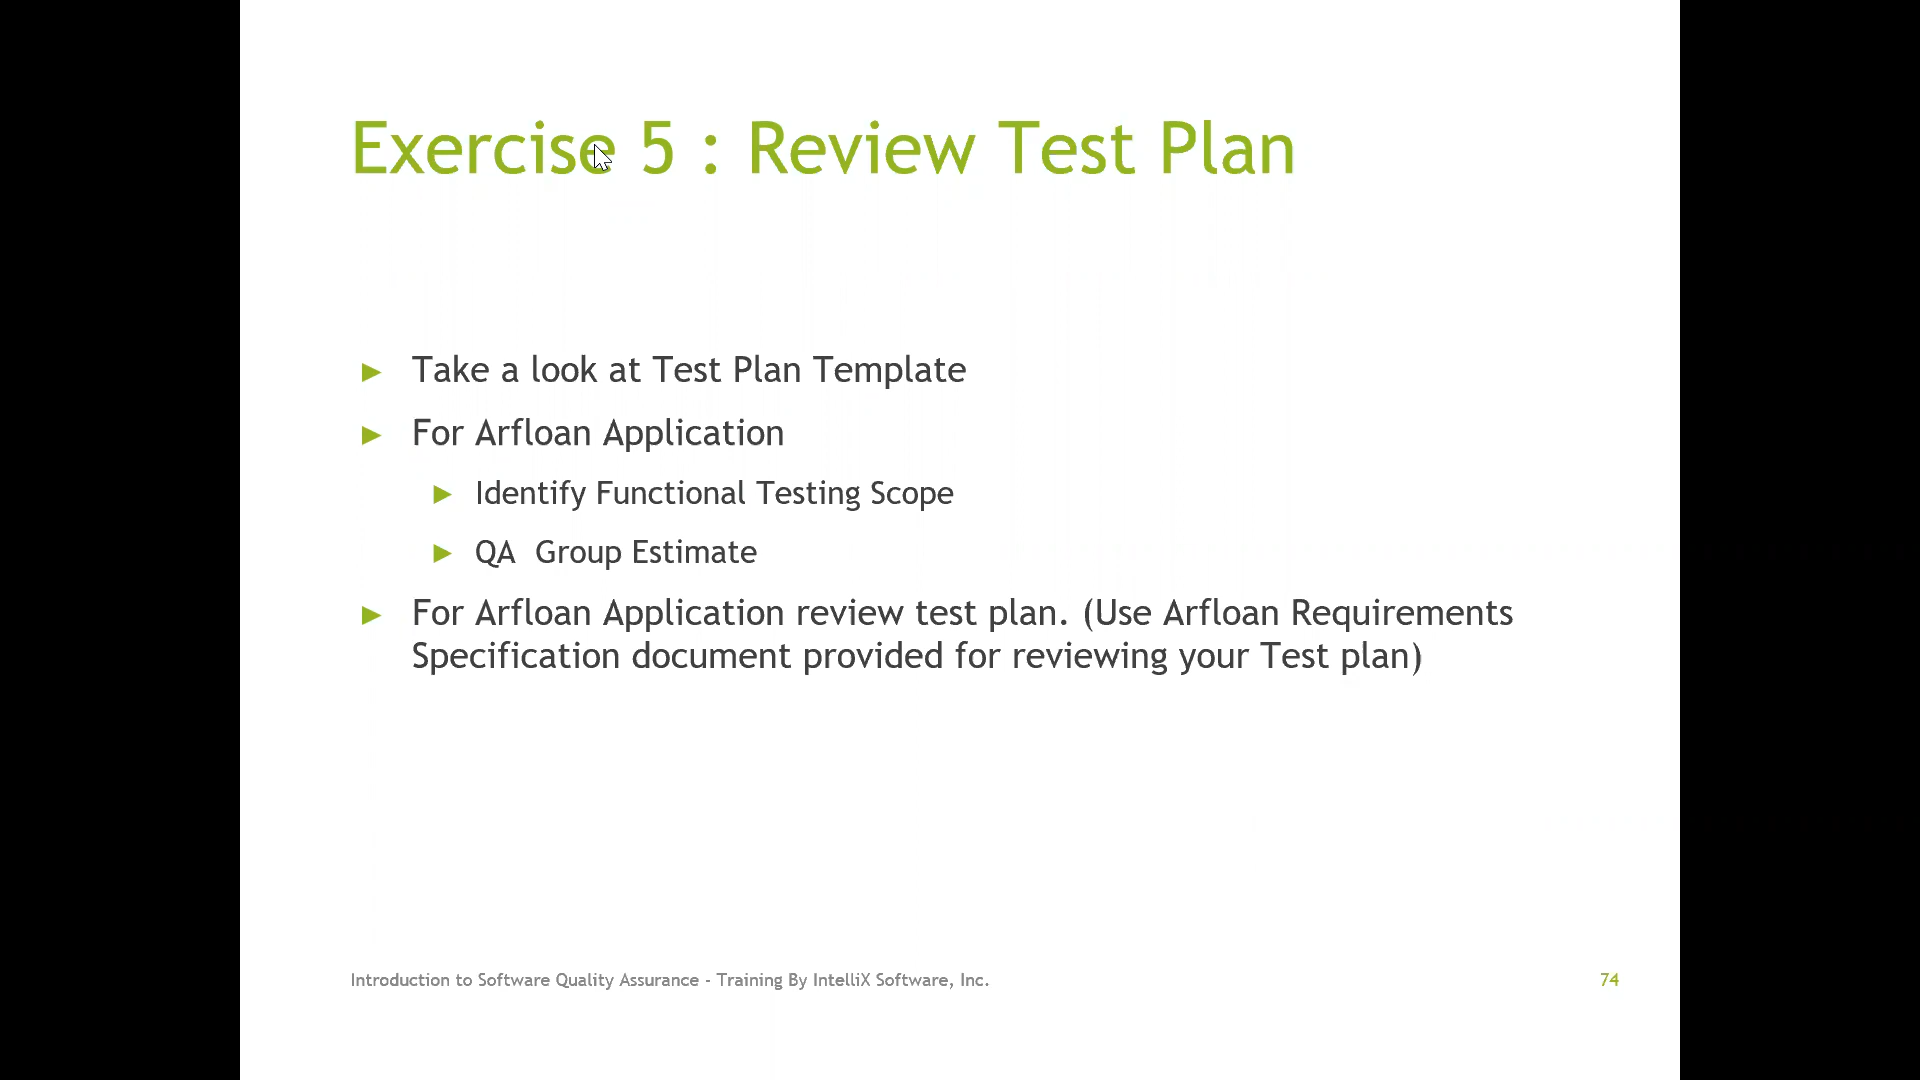 Exercise 5 : Review Test Plan
Take a look at Test Plan Template
For Arfloan Application
Identify Functional Testing Scope
QA  Group Estimate
For Arfloan Application review test plan. (Use Arfloan Requirements
Specification document provided for reviewing your Test plan)
Introduction to Software Quality Assurance - Training By IntelliX Software, Inc.
74